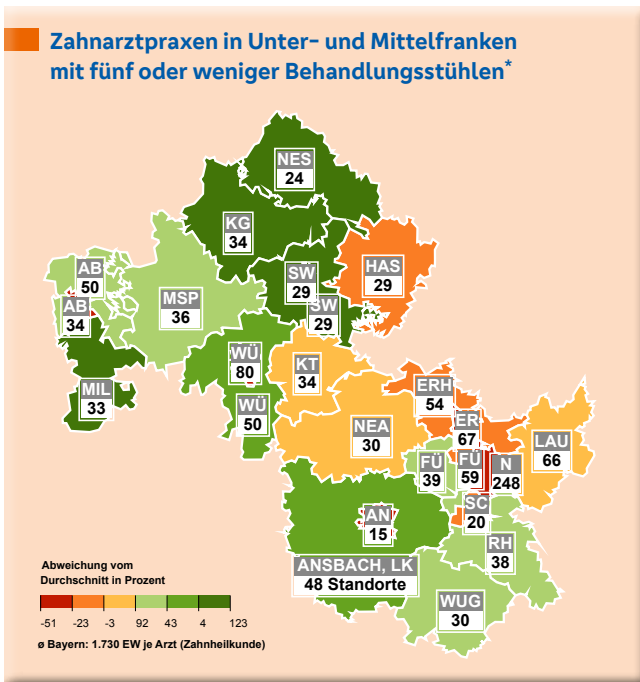 Zahnarztpraxen in Unter- und Mittelfranken
mit fünf oder weniger Behandlungsstühlen*
NES
24
KG
34
HAS
29
SW
29
SW
29
AB
50
AB
34
MSP
36
MIL
33
WÜ
80
WÜ
50
KT
34
ERH
54
ER
67
NEA
30
LAU
66
FÜ
39
FÜ
59
N
248
SC
20
AN
15
RH
38
ANSBACH, LK
48 Standorte
WUG
30
Abweichung vom
Durchschnitt in Prozent
-51 -23 -3 92 43 4 123
ø Bayern: 1.730 EW je Arzt (Zahnheilkunde)